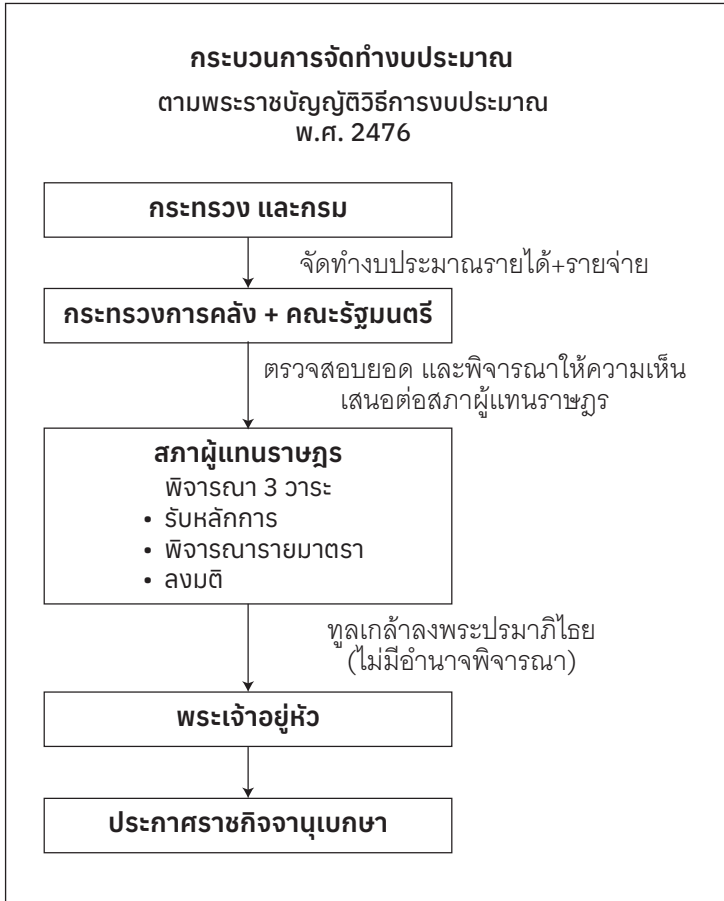 กระบวนการจัดทำงบประมาณ
ตามพระราชบัญญัติวิธีการงบประมาณ
พ.ศ. 2476
กระทรวง และกรม
จัดทำงบประมาณรายได้+รายจ่าย
กระทรวงการคลัง + คณะรัฐมนตรี
ตรวจสอบยอด และพิจารณาให้ความเห็น
เสนอต่อสภาผู้แทนราษฎร
สภาผู้แทนราษฎร
พิจารณา 3 วาระ
• รับหลักการ
• พิจารณารายมาตรา
• ลงมติ
ทูลเกล้าลงพระปรมาภิไธย
(ไม่มีอำนาจพิจารณา)
พระเจ้าอยู่หัว
ประกาศราชกิจจานุเบกษา